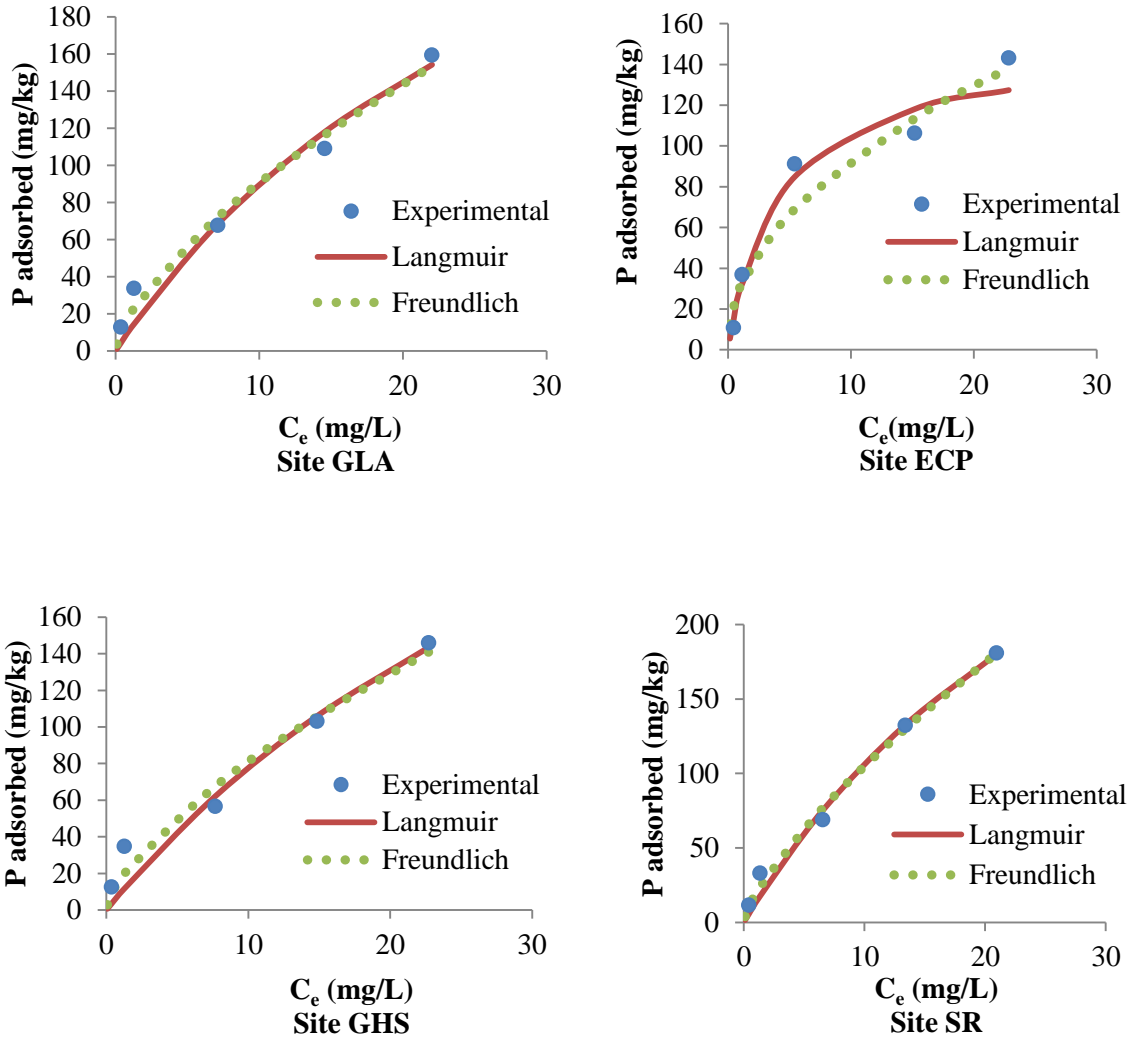 180
160
140
120
100
80
60
40
20
0
P adsorbed (mg/kg)
Experimental
Langmuir
Freundlich
0 10 20 30
Ce (mg/L)
Site GLA
160
140
120
100
80
60
40
20
0
P adsorbed (mg/kg)
Experimental
Langmuir
Freundlich
0 10 20 30
Ce(mg/L)
Site ECP
160
140
120
100
80
60
40
20
0
P adsorbed (mg/kg)
Experimental
Langmuir
Freundlich
0 10 20 30
Ce (mg/L)
Site GHS
200
150
100
50
0
P adsorbed (mg/kg)
Experimental
Langmuir
Freundlich
0 10 20 30
Ce (mg/L)
Site SR